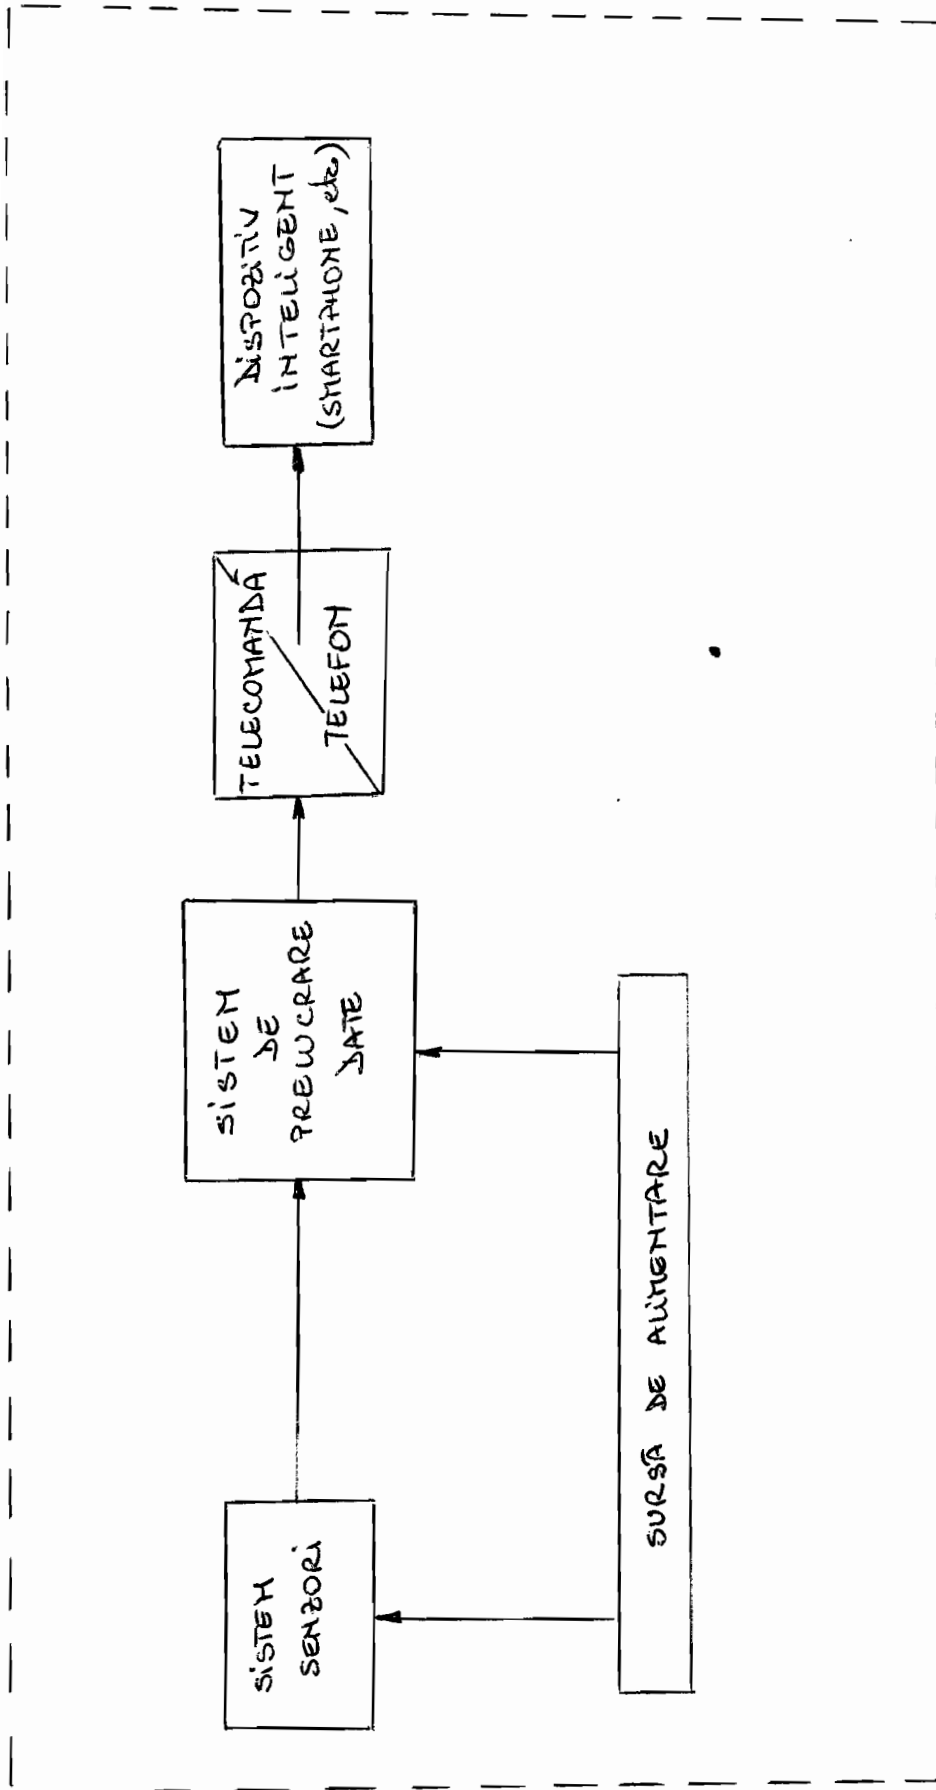 SISTEM
SENZORI
SISTEM
DE
PRELUCRARE
DATE
TELECOMANDĂ
TELEFON
DISPOZITIV
INTELIGENT
(SMARTPHONE, etc)
SURSĂ DE ALIMENTARE